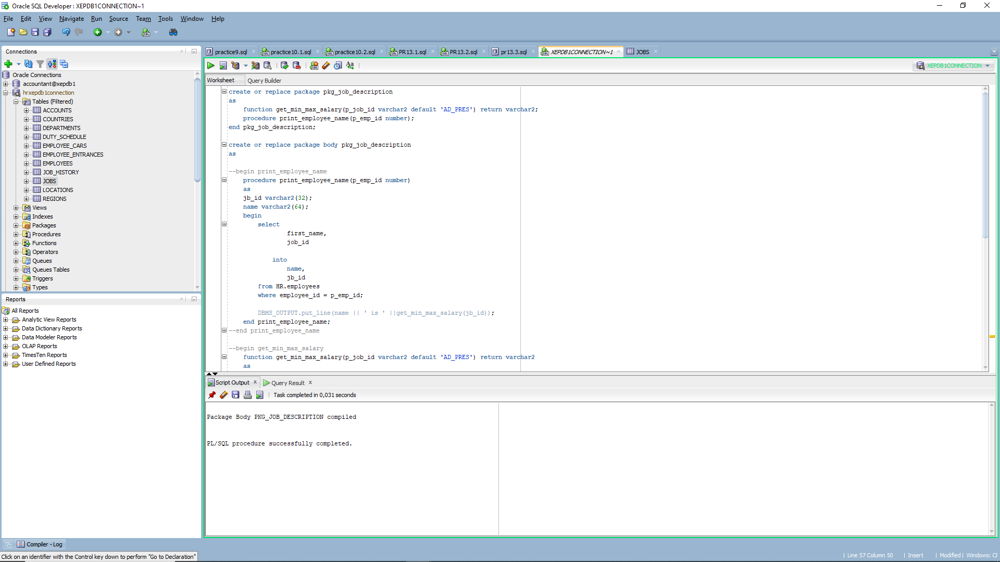 Oracle SQL Developer : XEPDB1CONNECTION~1
File Edit View Navigate Run Source Team Tools Window Help
Connections
Oracle Connections
accountant@xepdb1
hrxepdb1connection
Tables (Filtered)
ACCOUNTS
COUNTRIES
DEPARTMENTS
DUTY_SCHEDULE
EMPLOYEE_CARS
EMPLOYEE_ENTRANCES
EMPLOYEES
JOB_HISTORY
JOBS
LOCATIONS
REGIONS
Views
Indexes
Packages
Procedures
Functions
Operators
Queues
Queues Tables
Triggers
Types
Reports
All Reports
Analytic View Reports
Data Dictionary Reports
Data Modeler Reports
OLAP Reports
TimesTen Reports
User Defined Reports
practice9.sql practice10.1.sql practice10.2.sql PR13.1.sql PR13.2.sql pr13.3.sql XEPDB1CONNECTION~1 JOBS
XEPDB1CONNECTION
Worksheet Query Builder
create or replace package pkg_job_description
as
function get_min_max_salary(p_job_id varchar2 default 'AD_PRES') return varchar2;
procedure print_employee_name(p_emp_id number);
end pkg_job_description;
create or replace package body pkg_job_description
as
--begin print_employee_name
procedure print_employee_name(p_emp_id number)
as
jb_id varchar2(32);
name varchar2(64);
begin
select
first_name,
job_id
into
name,
jb_id
from HR.employees
where employee_id = p_emp_id;
DBMS_OUTPUT.put_line(name || ' is ' ||get_min_max_salary(jb_id));
end print_employee_name;
--end print_employee_name
--begin get_min_max_salary
function get_min_max_salary(p_job_id varchar2 default 'AD_PRES') return varchar2
as
Script Output x Query Result x
Task completed in 0,031 seconds
Package Body PKG_JOB_DESCRIPTION compiled
PL/SQL procedure successfully completed.
Compiler - Log
Click on an identifier with the Control key down to perform "Go to Declaration"
Line 57 Column 50 Insert Modified Windows: CF